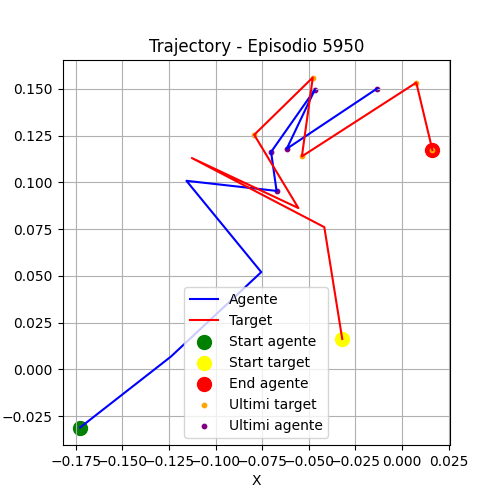 Trajectory - Episodio 5950
0.150
0.125
0.100
0.075
0.050
0.025
0.000
−0.025
Agente
Target
Start agente
Start target
End agente
Ultimi target
Ultimi agente
−0.175 −0.150 −0.125 −0.100 −0.075 −0.050 −0.025 0.000 0.025
X